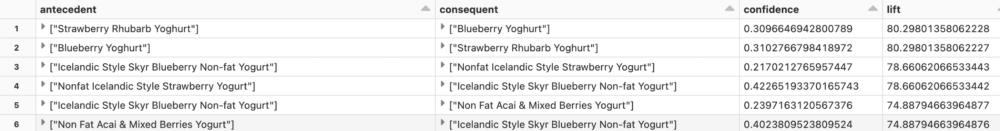 antecedent consequent confidence lift
1 ["Strawberry Rhubarb Yoghurt"] ["Blueberry Yoghurt"] 0.3096646942800789 80.29801358062228
2 ["Blueberry Yoghurt"] ["Strawberry Rhubarb Yoghurt"] 0.3102766798418972 80.29801358062227
3 ["Icelandic Style Skyr Blueberry Non-fat Yogurt"] ["Nonfat Icelandic Style Strawberry Yogurt"] 0.2170212765957447 78.66062066533443
4 ["Nonfat Icelandic Style Strawberry Yogurt"] ["Icelandic Style Skyr Blueberry Non-fat Yogurt"] 0.42265193370165743 78.66062066533442
5 ["Icelandic Style Skyr Blueberry Non-fat Yogurt"] ["Non Fat Acai & Mixed Berries Yogurt"] 0.2397163120567376 74.88794663964877
6 ["Non Fat Acai & Mixed Berries Yogurt"] ["Icelandic Style Skyr Blueberry Non-fat Yogurt"] 0.4023809523809524 74.887944663964876